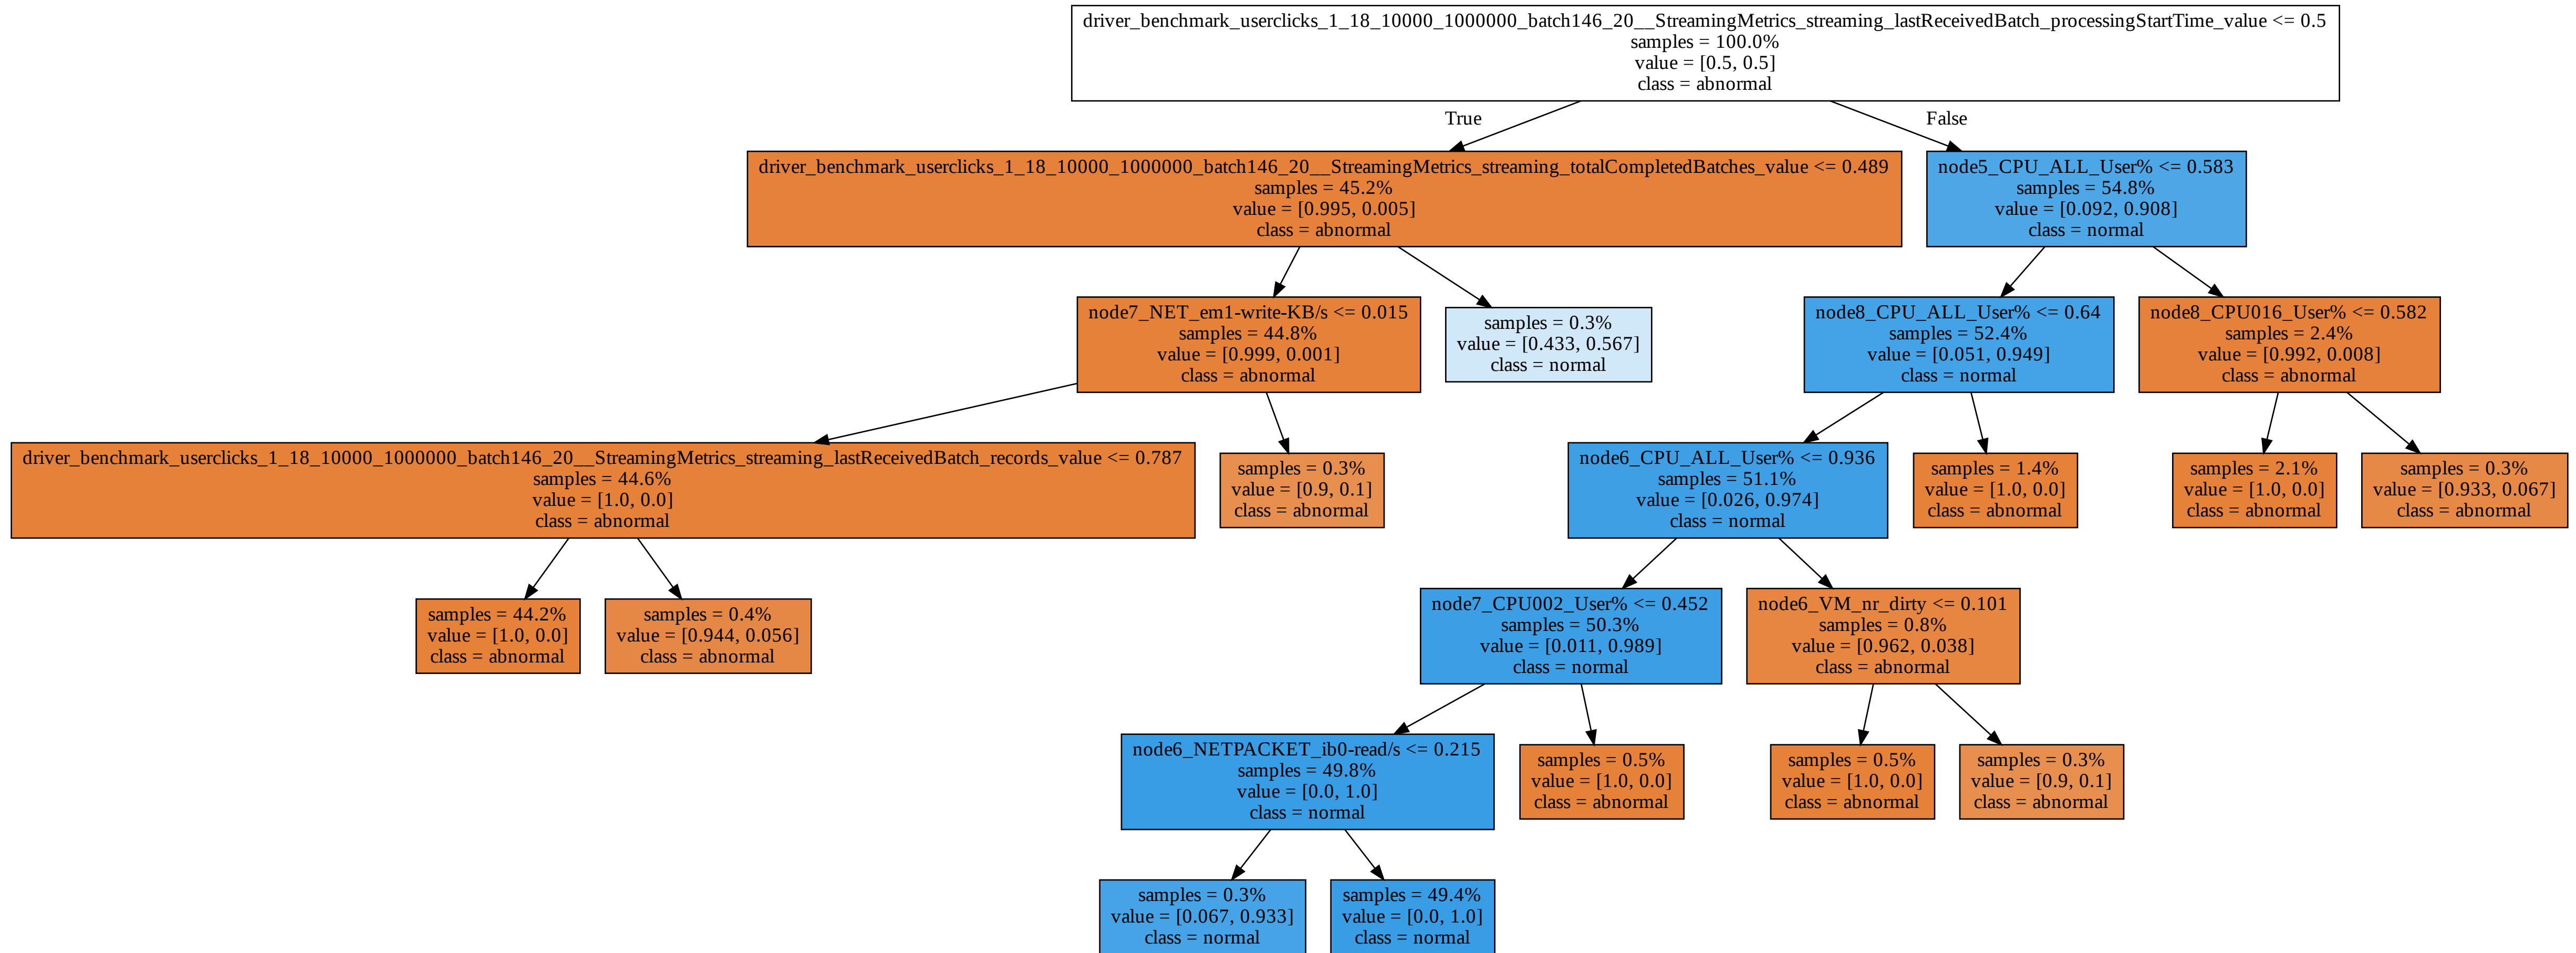 driver_benchmark_userclicks_1_18_10000_1000000_batch146_20__StreamingMetrics_streaming_lastReceivedBatch_processingStartTime_value <= 0.5
samples = 100.0%
value = [0.5, 0.5]
class = abnormal
True
False
driver_benchmark_userclicks_1_18_10000_1000000_batch146_20__StreamingMetrics_streaming_totalCompletedBatches_value <= 0.489
samples = 45.2%
value = [0.995, 0.005]
class = abnormal
node5_CPU_ALL_User% <= 0.583
samples = 54.8%
value = [0.092, 0.908]
class = normal
node7_NET_em1-write-KB/s <= 0.015
samples = 44.8%
value = [0.999, 0.001]
class = abnormal
samples = 0.3%
value = [0.433, 0.567]
class = normal
node8_CPU_ALL_User% <= 0.64
samples = 52.4%
value = [0.051, 0.949]
class = normal
node8_CPU016_User% <= 0.582
samples = 2.4%
value = [0.992, 0.008]
class = abnormal
driver_benchmark_userclicks_1_18_10000_1000000_batch146_20__StreamingMetrics_streaming_lastReceivedBatch_records_value <= 0.787
samples = 44.6%
value = [1.0, 0.0]
class = abnormal
samples = 0.3%
value = [0.9, 0.1]
class = abnormal
node6_CPU_ALL_User% <= 0.936
samples = 51.1%
value = [0.026, 0.974]
class = normal
samples = 1.4%
value = [1.0, 0.0]
class = abnormal
samples = 2.1%
value = [1.0, 0.0]
class = abnormal
samples = 0.3%
value = [0.933, 0.067]
class = abnormal
samples = 44.2%
value = [1.0, 0.0]
class = abnormal
samples = 0.4%
value = [0.944, 0.056]
class = abnormal
node7_CPU002_User% <= 0.452
samples = 50.3%
value = [0.011, 0.989]
class = normal
node6_VM_nr_dirty <= 0.101
samples = 0.8%
value = [0.962, 0.038]
class = abnormal
node6_NETPACKET_ib0-read/s <= 0.215
samples = 49.8%
value = [0.0, 1.0]
class = normal
samples = 0.5%
value = [1.0, 0.0]
class = abnormal
samples = 0.5%
value = [1.0, 0.0]
class = abnormal
samples = 0.3%
value = [0.9, 0.1]
class = abnormal
samples = 0.3%
value = [0.067, 0.933]
class = normal
samples = 49.4%
value = [0.0, 1.0]
class = normal